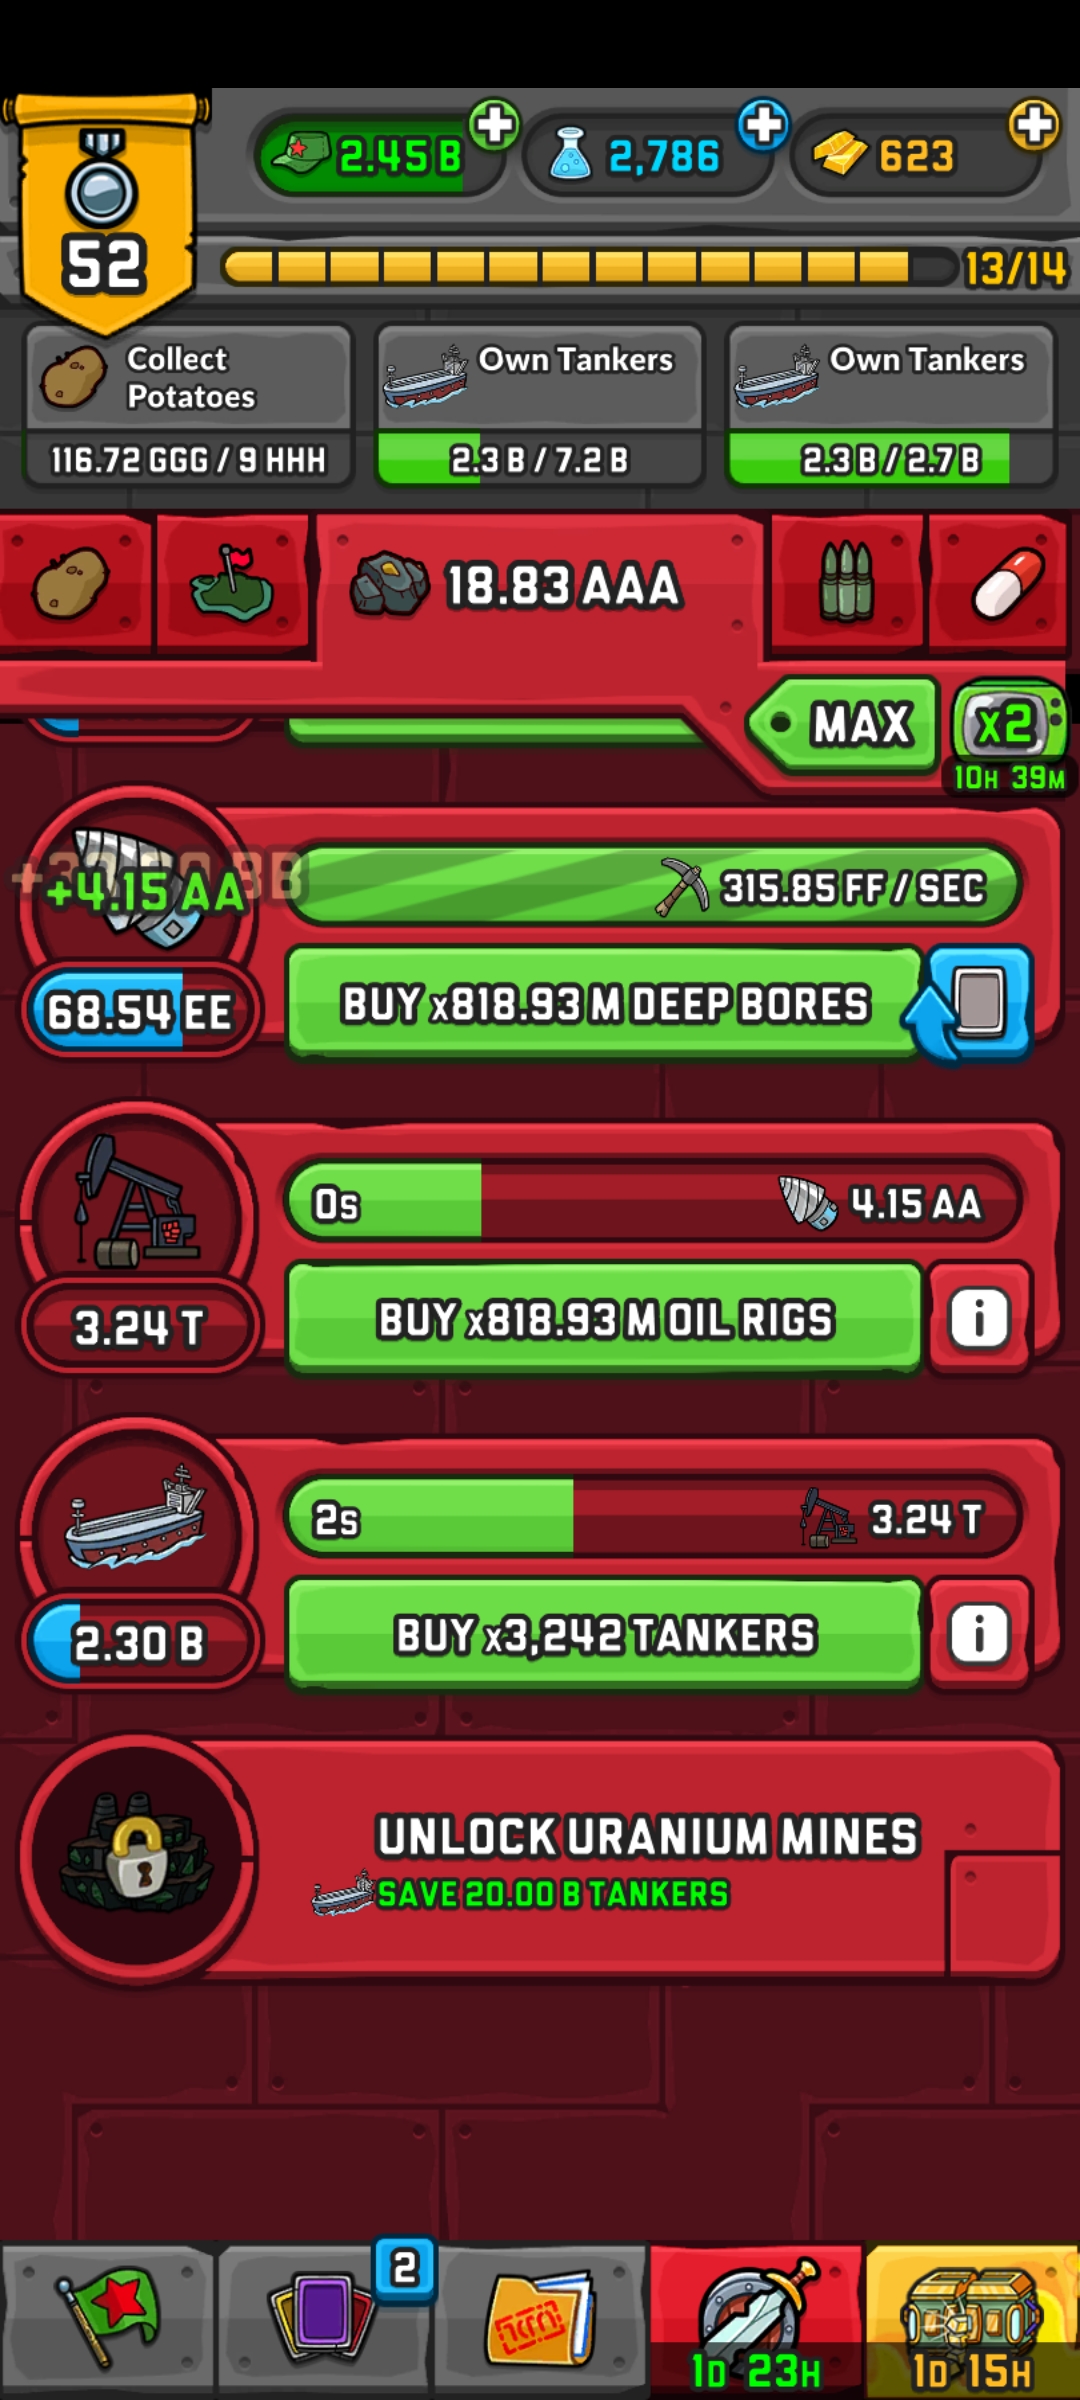 2.45 B
2,786
623
52
13/14
Collect
Potatoes
116.72 GGG / 9 HHH
Own Tankers
2.3 B / 7.2 B
Own Tankers
2.3 B / 2.7 B
18.83 AAA
MAX
x2
10H 39M
+4.15 AA
315.85 FF / SEC
68.54 EE
BUY x818.93 M DEEP BORES
0s
4.15 AA
3.24 T
BUY x818.93 M OIL RIGS
i
2s
3.24 T
2.30 B
BUY x3,242 TANKERS
i
UNLOCK URANIUM MINES
SAVE 20.00 B TANKERS
2
1D 23H
1D 15H